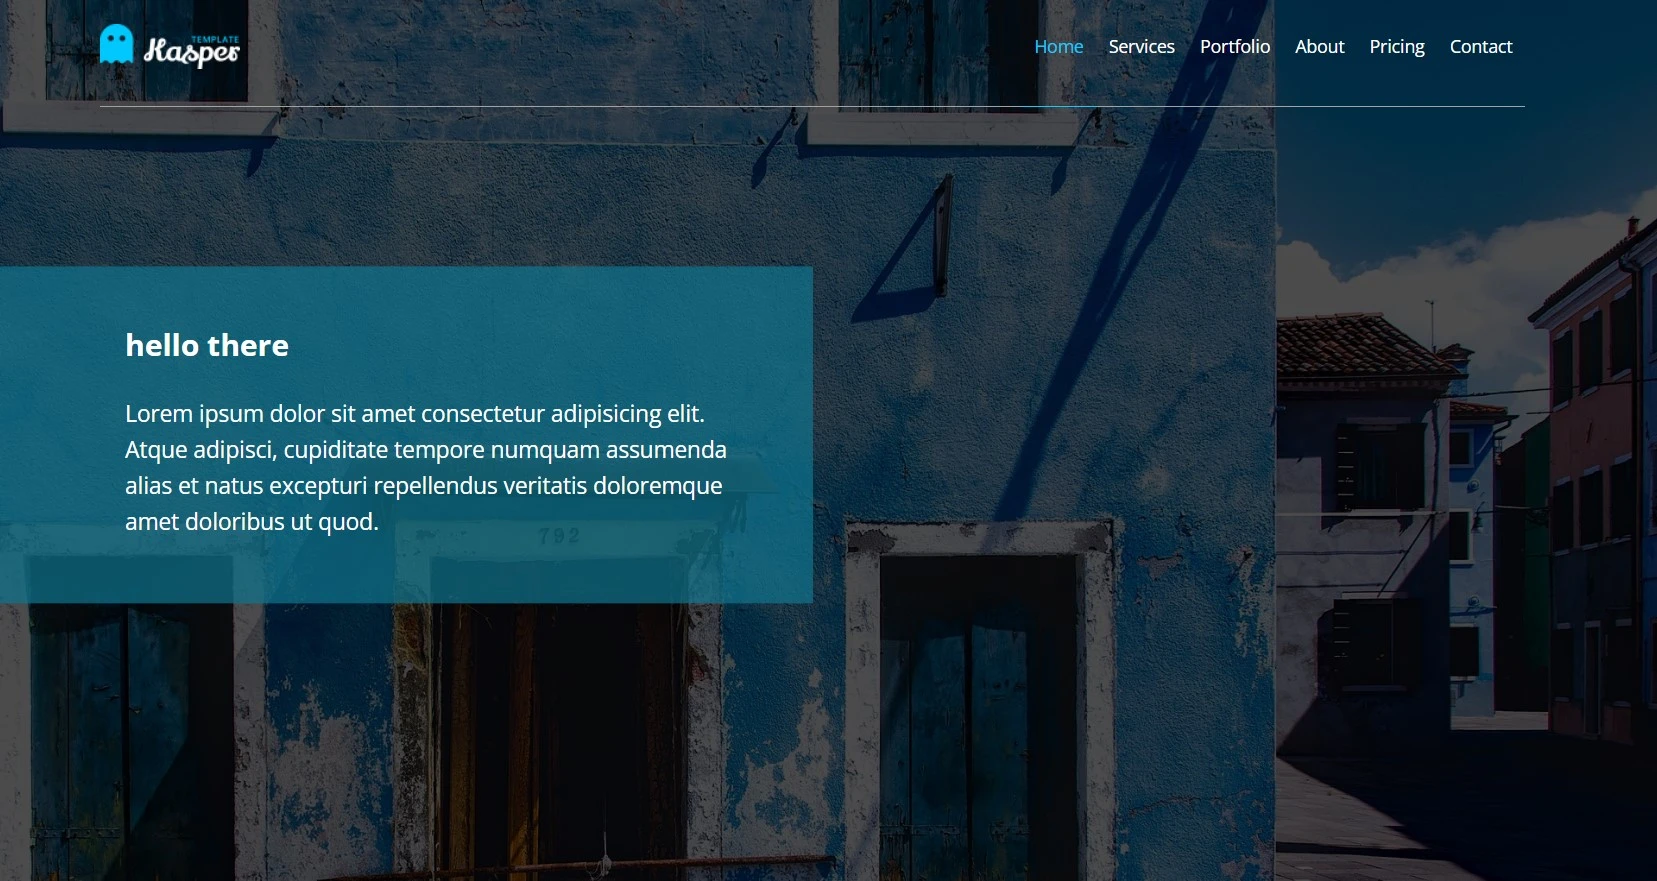 TEMPLATE
Kasper
Home Services Portfolio About Pricing Contact
hello there
Lorem ipsum dolor sit amet consectetur adipisicing elit.
Atque adipisci, cupiditate tempore numquam assumenda
alias et natus excepturi repellendus veritatis doloremque
amet doloribus ut quod.
792